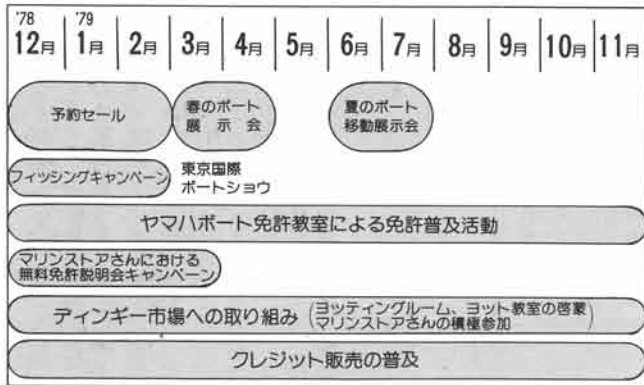 '78 '79
12月 1月 2月 3月 4月 5月 6月 7月 8月 9月 10月 11月
予約セール
春のボート
展示会
夏のボート
移動展示会
フィッシングキャンペーン
東京国際
ボートショウ
ヤマハボート免許教室による免許普及活動
マリンストアさんにおける
無料免許説明会キャンペーン
ディンギー市場への取り組み(ヨッティングルーム、ヨット教室の啓蒙
マリンストアさんの積極参加)
クレジット販売の普及